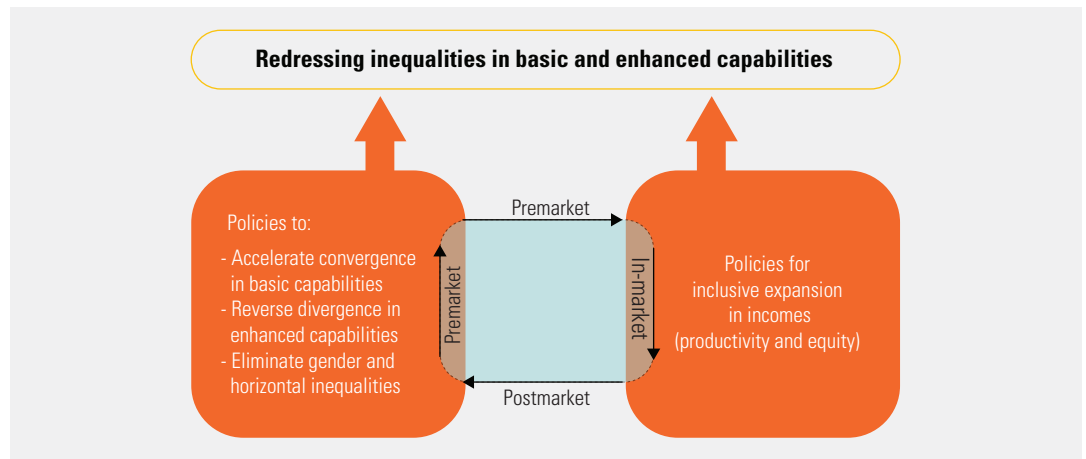 Redressing inequalities in basic and enhanced capabilities
Policies to:
- Accelerate convergence
in basic capabilities
- Reverse divergence in
enhanced capabilities
- Eliminate gender and
horizontal inequalities
Premarket
Premarket
In-market
Postmarket
Policies for
inclusive expansion
in incomes
(productivity and equity)